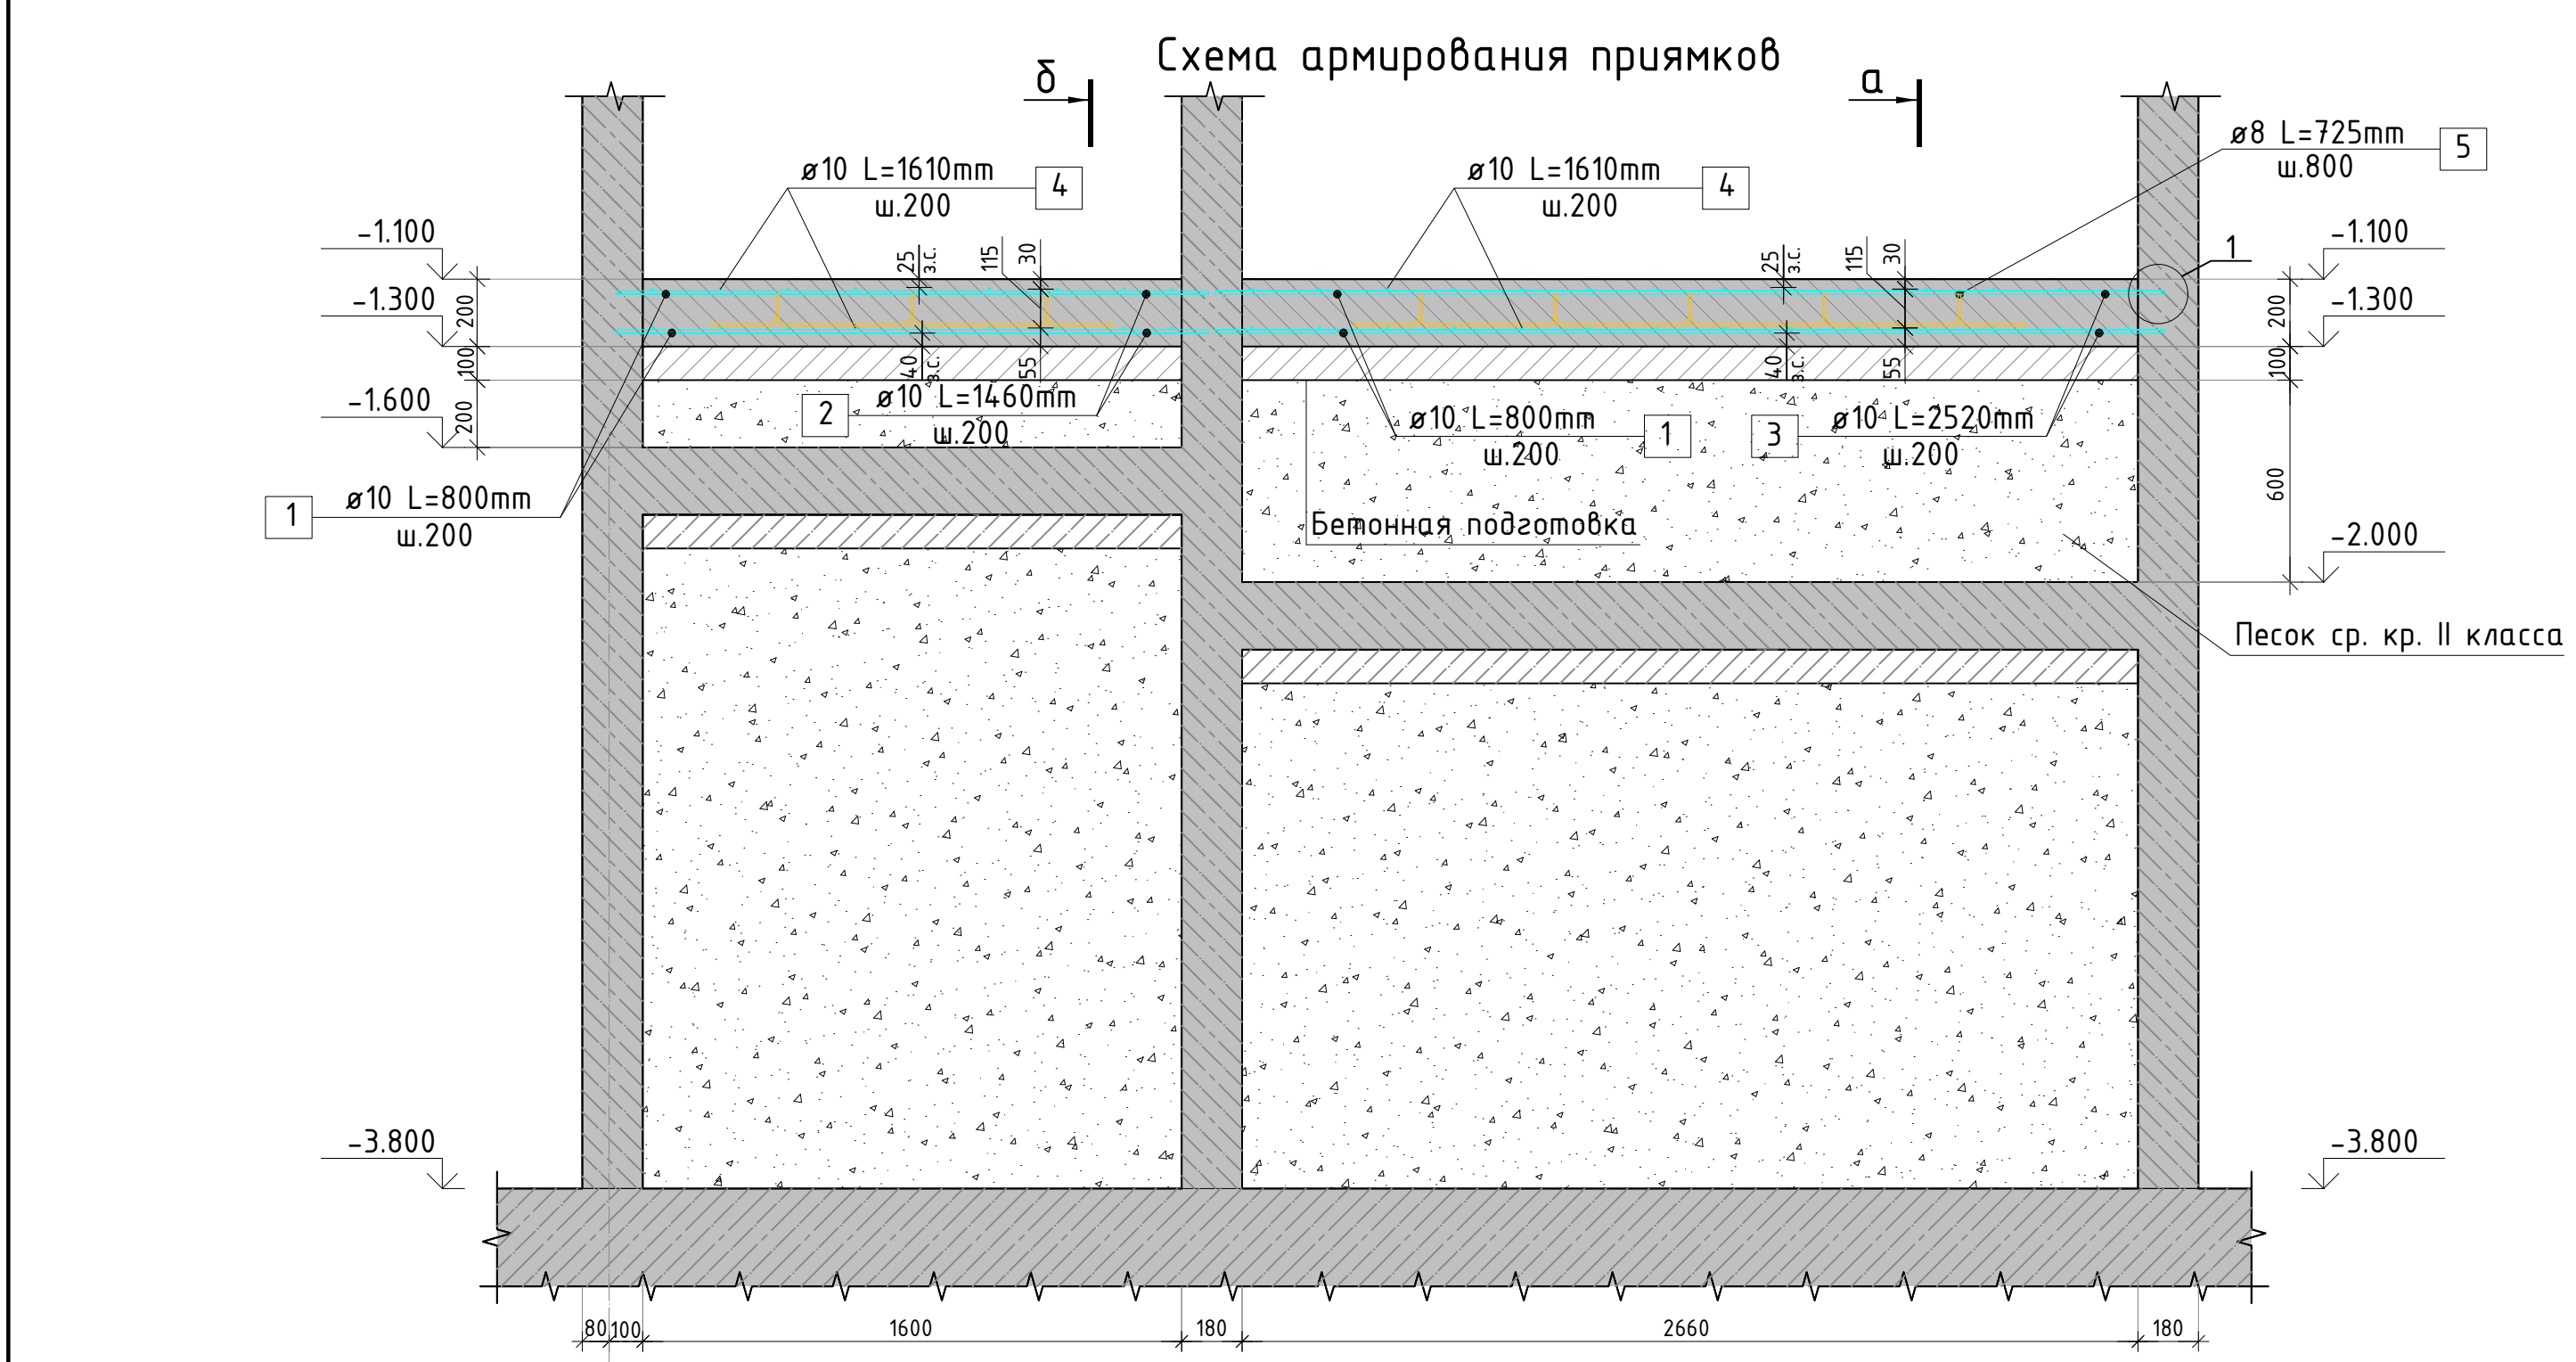 Схема армирования приямков
б
а
ø8 L=725mm
ш.800
5
ø10 L=1610mm
ш.200
4
ø10 L=1610mm
ш.200
4
-1.100
-1.300
-1.600
200
100
200
25
з.с.
115
30
25
з.с.
115
30
1
-1.100
-1.300
200
100
600
40
з.с.
55
40
з.с.
55
2
ø10 L=1460mm
ш.200
ø10 L=800mm
ш.200
1
3
ø10 L=2520mm
ш.200
1
ø10 L=800mm
ш.200
Бетонная подготовка
-2.000
Песок ср. кр. II класса
-3.800
-3.800
80
100
1600
180
2660
180